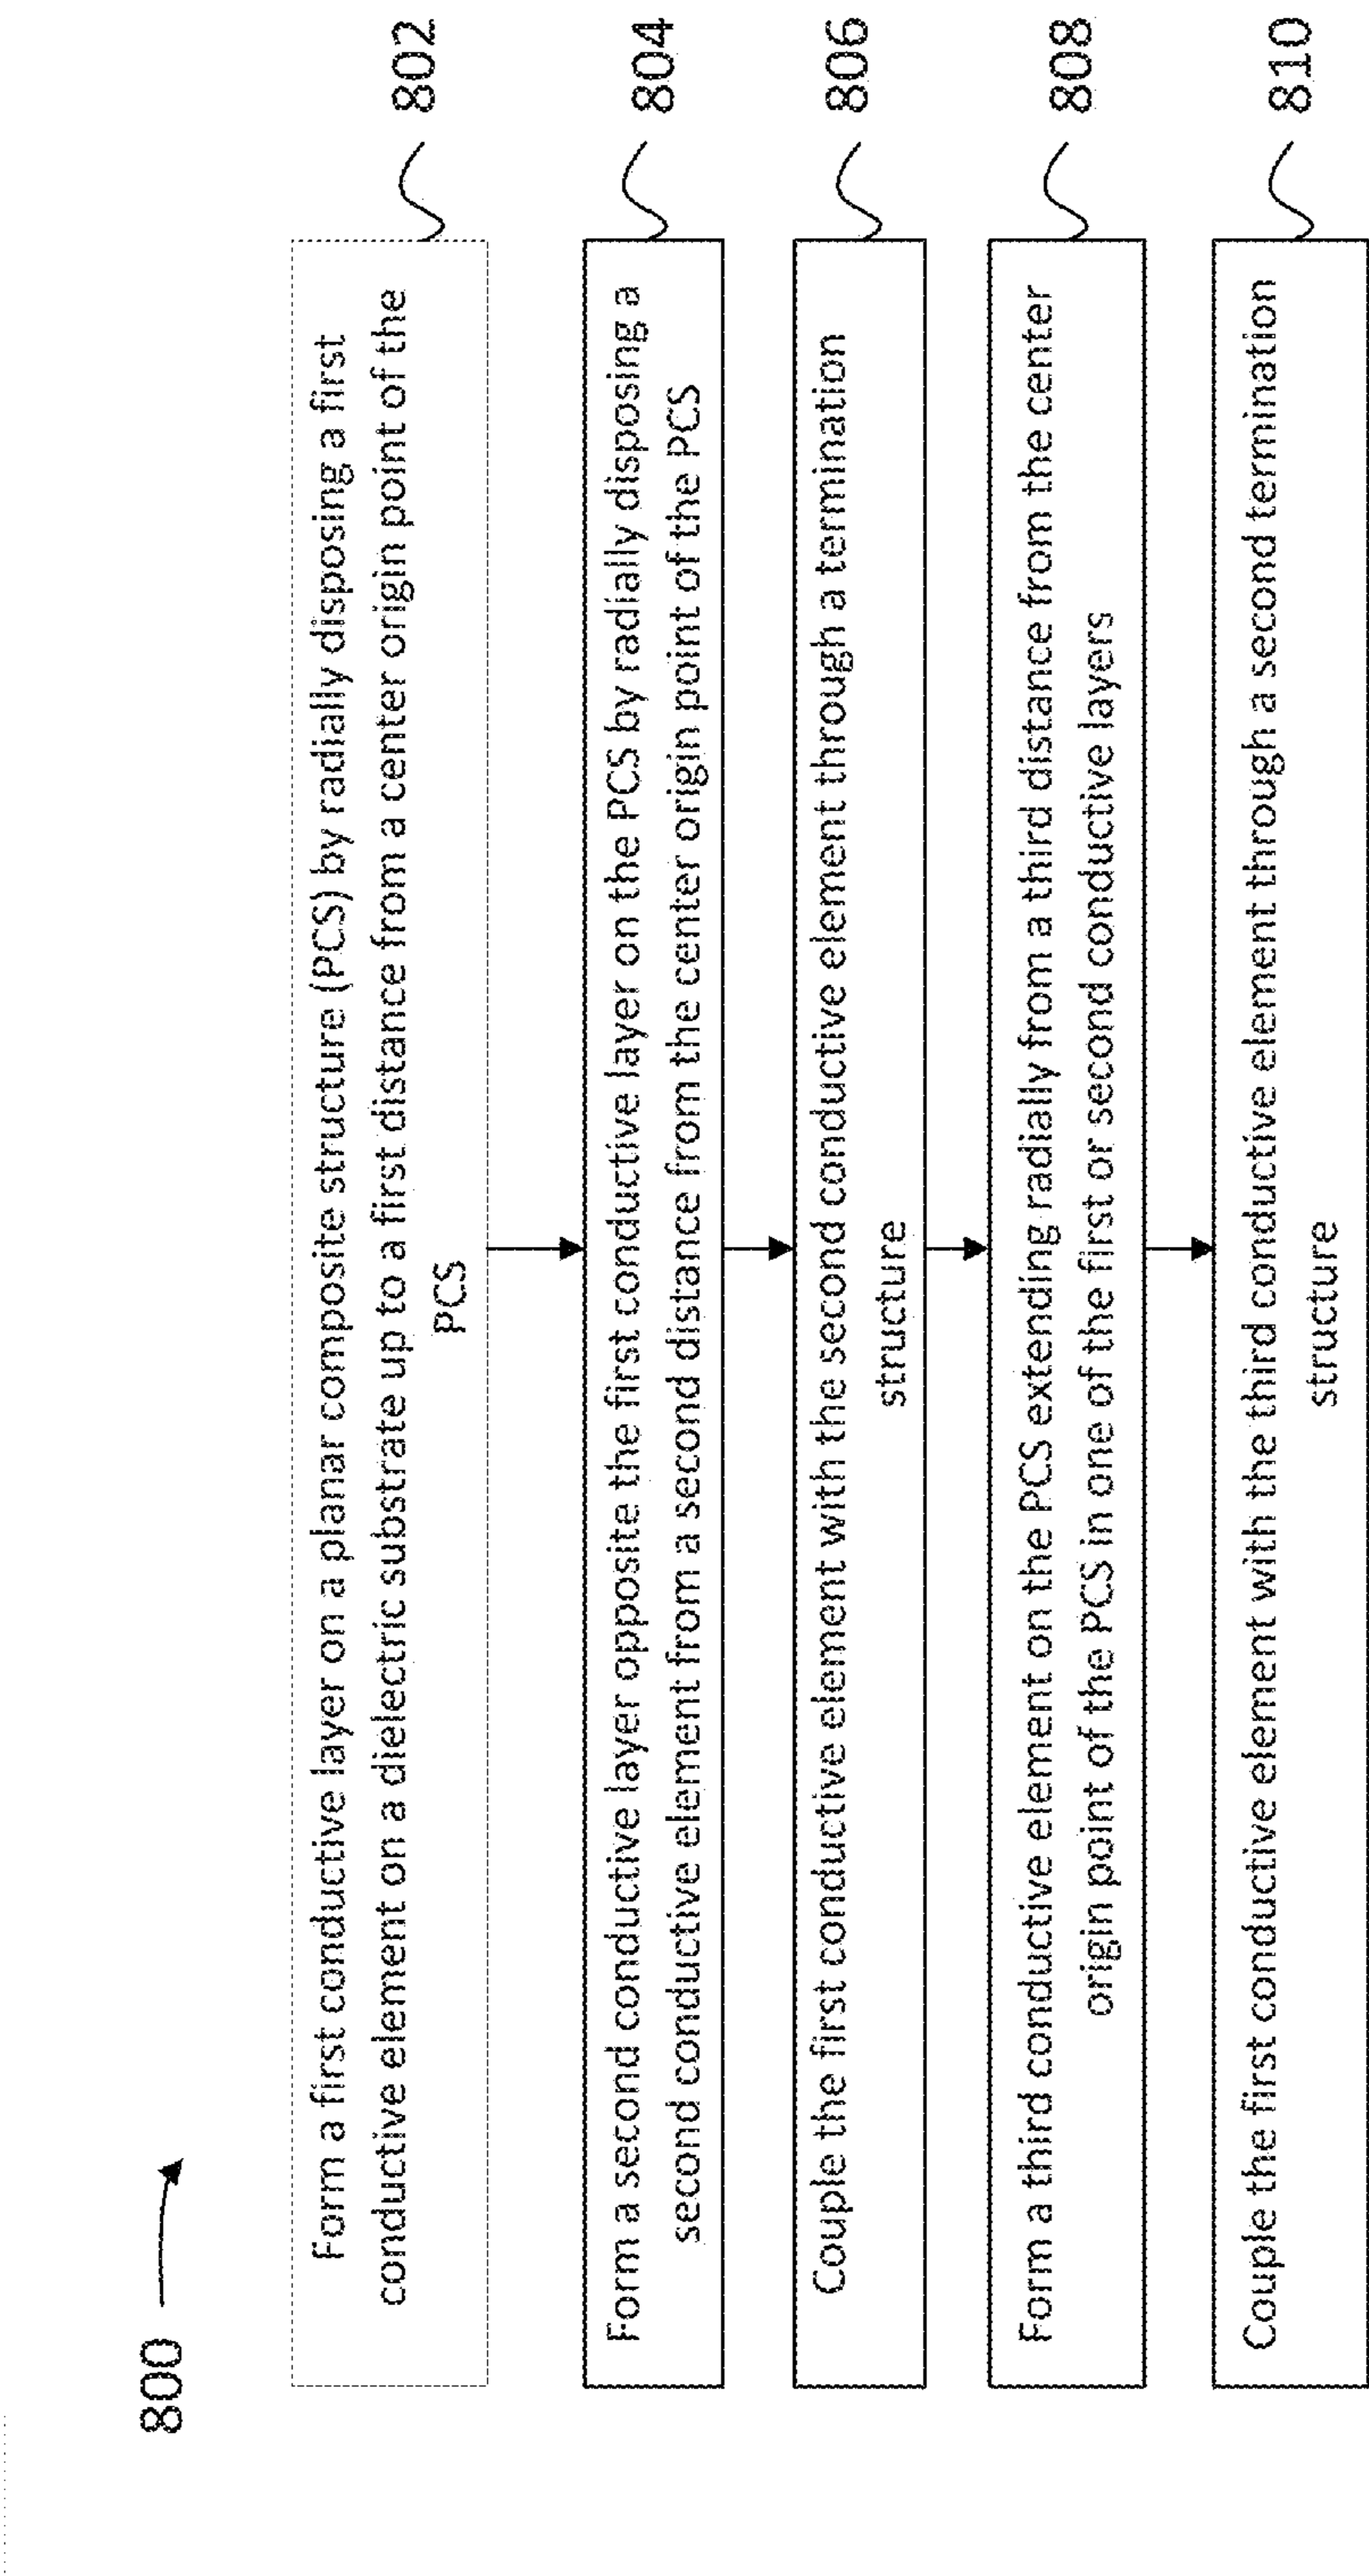 800
Form a first conductive layer on a planar composite structure (PCS) by radially disposing a first
conductive element on a dielectric substrate up to a first distance from a center origin point of the
PCS
802
Form a second conductive layer opposite the first conductive layer on the PCS by radially disposing a
second conductive element from a second distance from the center origin point of the PCS
804
Couple the first conductive element with the second conductive element through a termination
structure
806
Form a third conductive element on the PCS extending radially from a third distance from the center
origin point of the PCS in one of the first or second conductive layers
808
Couple the first conductive element with the third conductive element through a second termination
structure
810